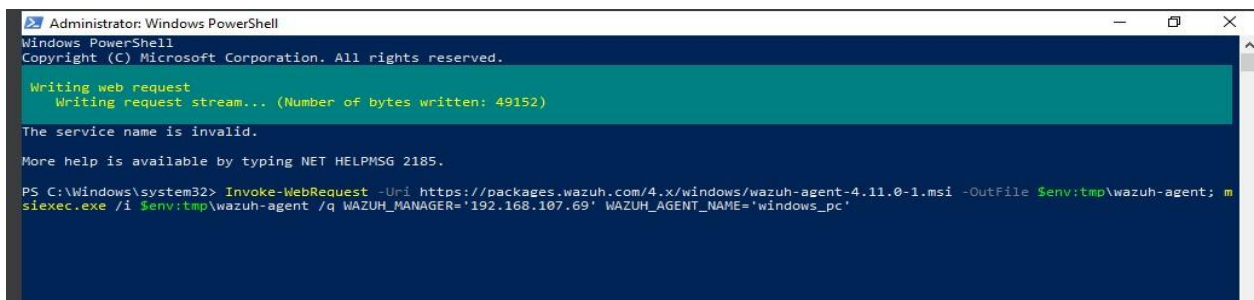 Administrator: Windows PowerShell
Windows PowerShell
Copyright (C) Microsoft Corporation. All rights reserved.
Writing web request
Writing request stream... (Number of bytes written: 49152)
The service name is invalid.
More help is available by typing NET HELPMSG 2185.
PS C:\Windows\system32> Invoke-WebRequest -Uri https://packages.wazuh.com/4.x/windows/wazuh-agent-4.11.0-1.msi -OutFile $env:tmp\wazuh-agent; m
siexec.exe /i $env:tmp\wazuh-agent /q WAZUH_MANAGER='192.168.107.69' WAZUH_AGENT_NAME='windows_pc'